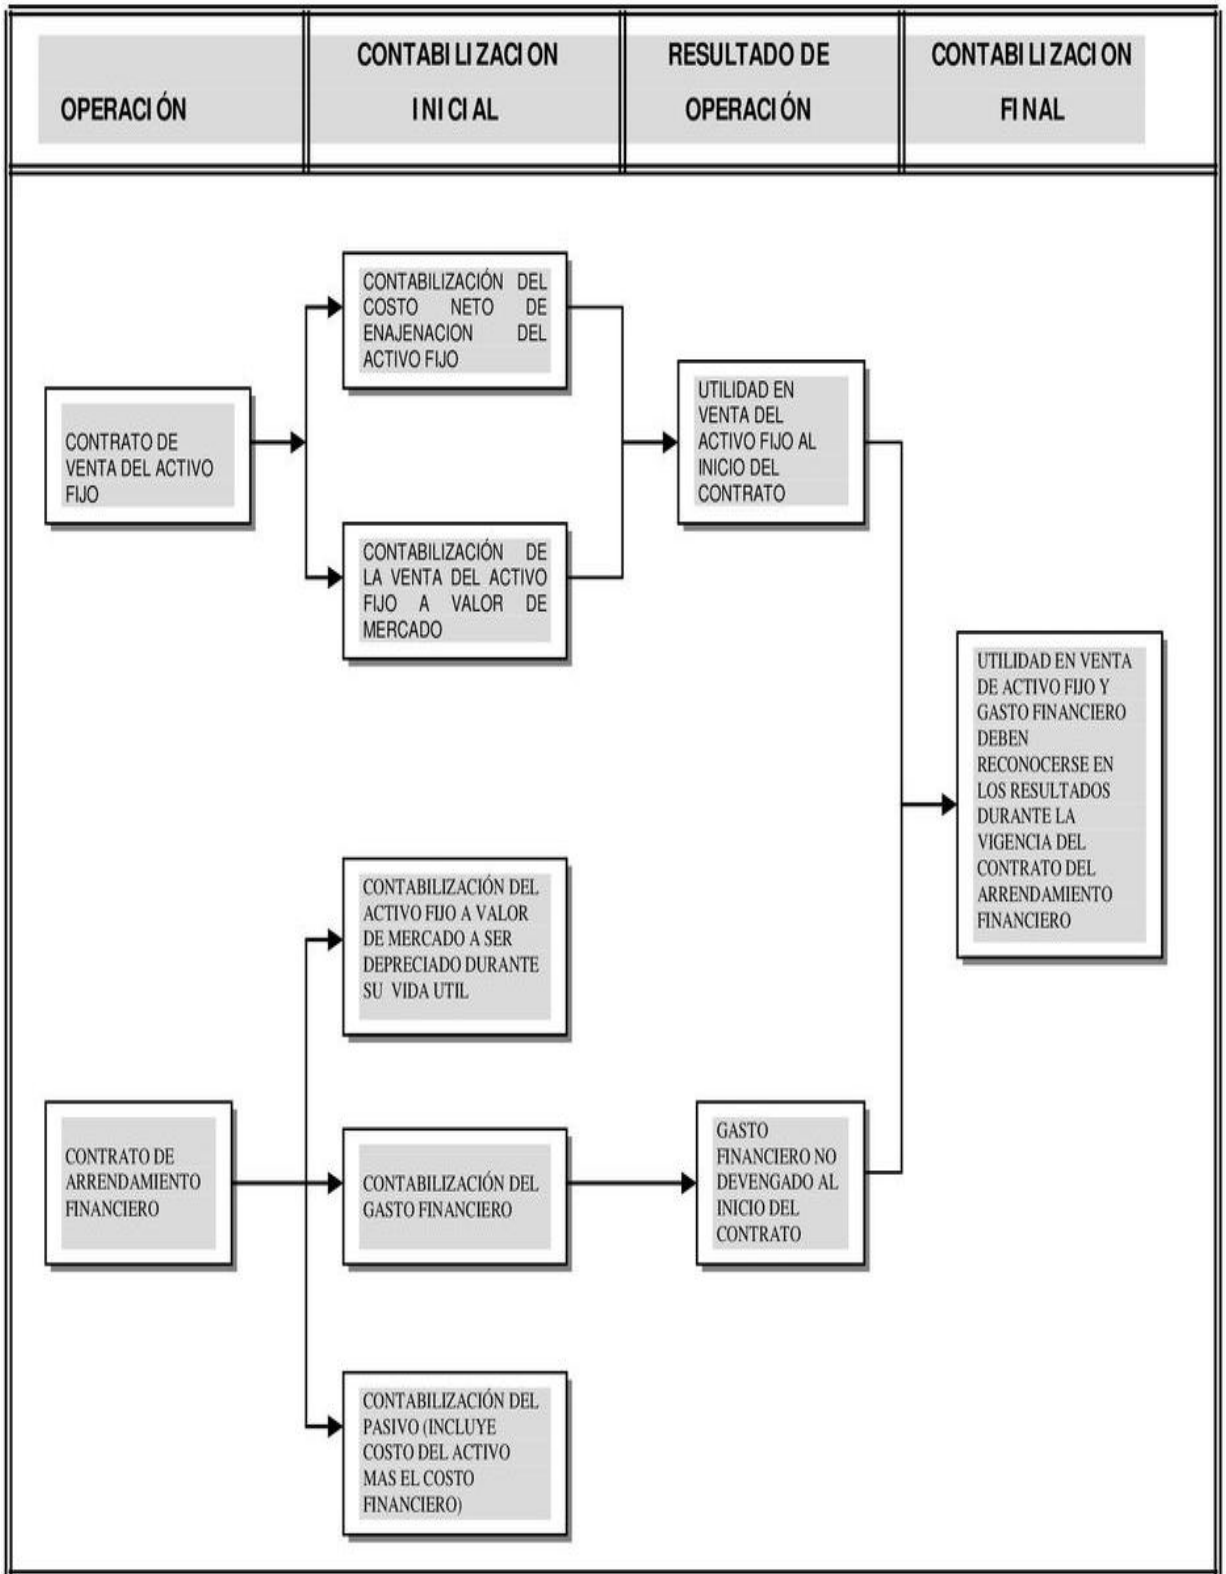 OPERACIÓN
CONTABILIZACION
INICIAL
RESULTADO DE
OPERACIÓN
CONTABILIZACION
FINAL
CONTRATO DE
VENTA DEL ACTIVO
FIJO
CONTABILIZACIÓN DEL
COSTO NETO DE
ENAJENACION DEL
ACTIVO FIJO
CONTABILIZACIÓN DE
LA VENTA DEL ACTIVO
FIJO A VALOR DE
MERCADO
UTILIDAD EN
VENTA DEL
ACTIVO FIJO AL
INICIO DEL
CONTRATO
UTILIDAD EN VENTA
DE ACTIVO FIJO Y
GASTO FINANCIERO
DEBEN
RECONOCERSE EN
LOS RESULTADOS
DURANTE LA
VIGENCIA DEL
CONTRATO DEL
ARRENDAMIENTO
FINANCIERO
CONTRATO DE
ARRENDAMIENTO
FINANCIERO
CONTABILIZACIÓN DEL
ACTIVO FIJO A VALOR
DE MERCADO A SER
DEPRECIADO DURANTE
SU VIDA UTIL
CONTABILIZACIÓN DEL
GASTO FINANCIERO
GASTO
FINANCIERO NO
DEVENGADO AL
INICIO DEL
CONTRATO
CONTABILIZACIÓN DEL
PASIVO (INCLUYE
COSTO DEL ACTIVO
MAS EL COSTO
FINANCIERO)